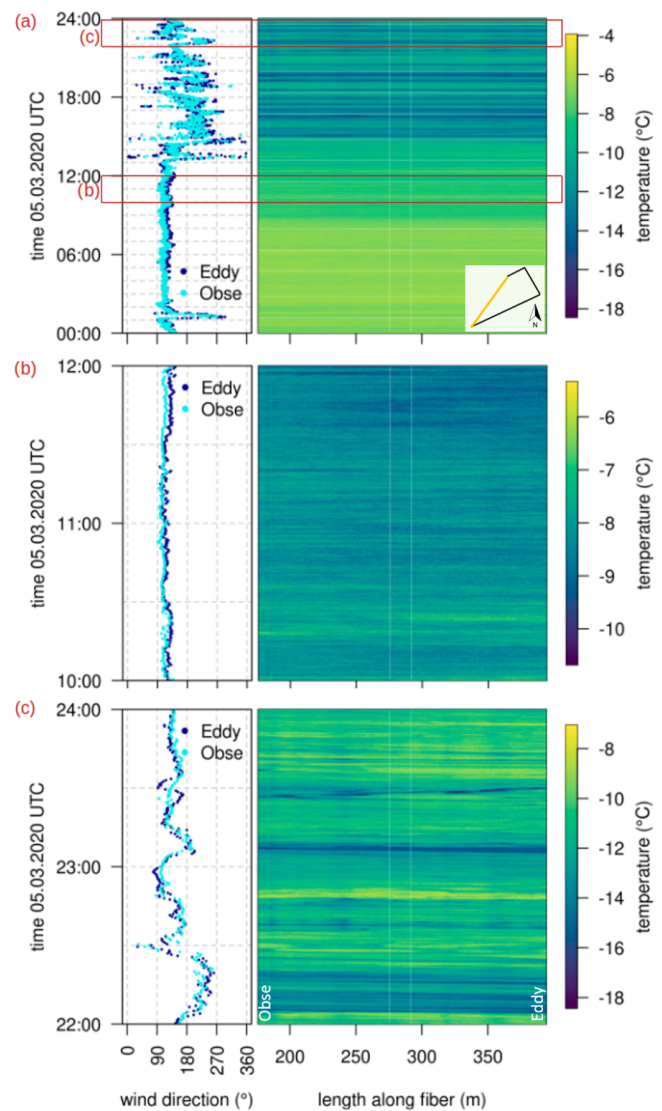 (a)
(c)
(b)
24:00
18:00
12:00
06:00
00:00
time 05.03.2020 UTC
Eddy
Obse
N
-4
-6
-8
-10
-12
-14
-16
-18
temperature (°C)
(b)
12:00
11:00
10:00
time 05.03.2020 UTC
Eddy
Obse
-6
-7
-8
-9
-10
temperature (°C)
(c)
24:00
23:00
22:00
time 05.03.2020 UTC
Eddy
Obse
Obse
Eddy
-8
-10
-12
-14
-16
-18
temperature (°C)
0 90 180 270 360
200 250 300 350
wind direction (°) length along fiber (m)